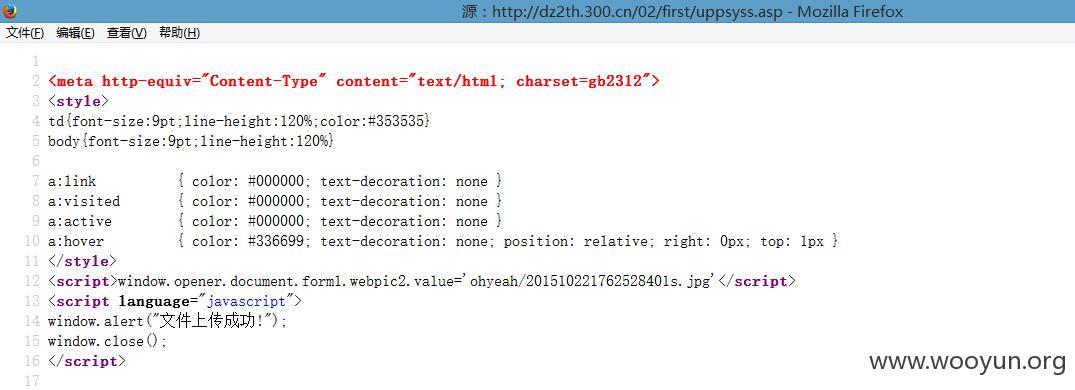 源：http://dz2th.300.cn/02/first/uppsyss.asp - Mozilla Firefox
文件(F) 编辑(E) 查看(V) 帮助(H)
1
2 <meta http-equiv="Content-Type" content="text/html; charset=gb2312">
3 <style>
4 td{font-size:9pt;line-height:120%;color:#353535}
5 body{font-size:9pt;line-height:120%}
6
7 a:link { color: #000000; text-decoration: none }
8 a:visited { color: #000000; text-decoration: none }
9 a:active { color: #000000; text-decoration: none }
10 a:hover { color: #336699; text-decoration: none; position: relative; right: 0px; top: 1px }
11 </style>
12 <script>window.opener.document.form1.webpic2.value='ohyeah/201510221762528401s.jpg'</script>
13 <script language="javascript">
14 window.alert("文件上传成功!");
15 window.close();
16 </script>
17
www.wooyun.org